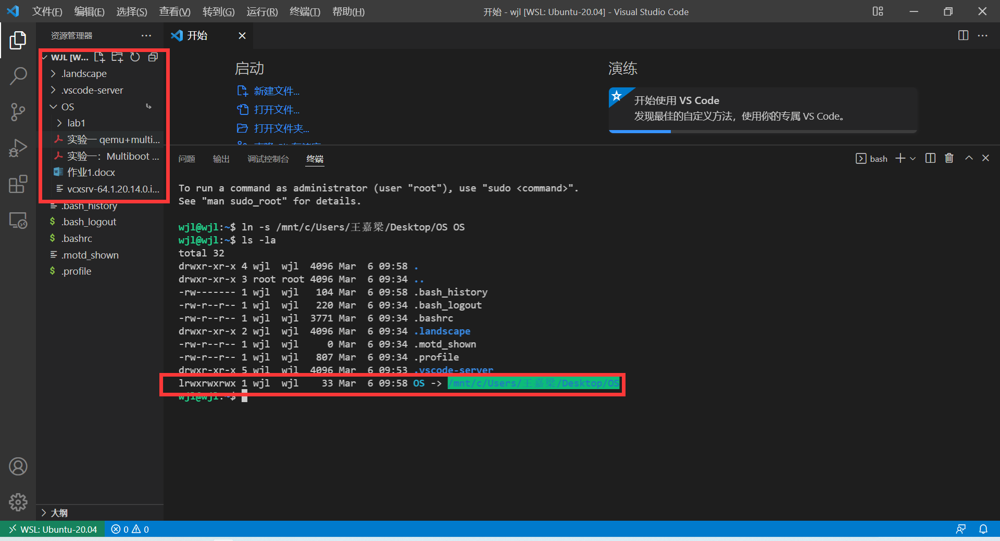 文件(F) 编辑(E) 选择(S) 查看(V) 转到(G) 运行(R) 终端(T) 帮助(H)
开始 - wjl [WSL: Ubuntu-20.04] - Visual Studio Code
资源管理器
开始
WJL [W...
.landscape
.vscode-server
OS
lab1
实验一 qemu+multi...
实验一：Multiboot ...
作业1.docx
vcxsrv-64.1.20.14.0.i...
.bash_history
.bash_logout
.bashrc
.motd_shown
.profile
大纲
启动
新建文件...
打开文件...
打开文件夹...
演练
开始使用 VS Code
发现最佳的自定义方法，使用你的专属 VS Code。
问题 输出 调试控制台 终端
bash
To run a command as administrator (user "root"), use "sudo <command>".
See "man sudo_root" for details.
wjl@wjl:~$ ln -s /mnt/c/Users/王嘉梁/Desktop/OS OS
wjl@wjl:~$ ls -la
total 32
drwxr-xr-x 4 wjl  wjl  4096 Mar  6 09:58 .
drwxr-xr-x 3 root root 4096 Mar  6 09:34 ..
-rw------- 1 wjl  wjl   104 Mar  6 09:58 .bash_history
-rw-r--r-- 1 wjl  wjl   220 Mar  6 09:34 .bash_logout
-rw-r--r-- 1 wjl  wjl  3771 Mar  6 09:34 .bashrc
drwxr-xr-x 2 wjl  wjl  4096 Mar  6 09:34 .landscape
-rw-r--r-- 1 wjl  wjl     0 Mar  6 09:34 .motd_shown
-rw-r--r-- 1 wjl  wjl   807 Mar  6 09:34 .profile
drwxr-xr-x 5 wjl  wjl  4096 Mar  6 09:53 .vscode-server
lrwxrwxrwx 1 wjl  wjl    33 Mar  6 09:58 OS -> /mnt/c/Users/王嘉梁/Desktop/OS
wjl@wjl:~$
WSL: Ubuntu-20.04 0 0